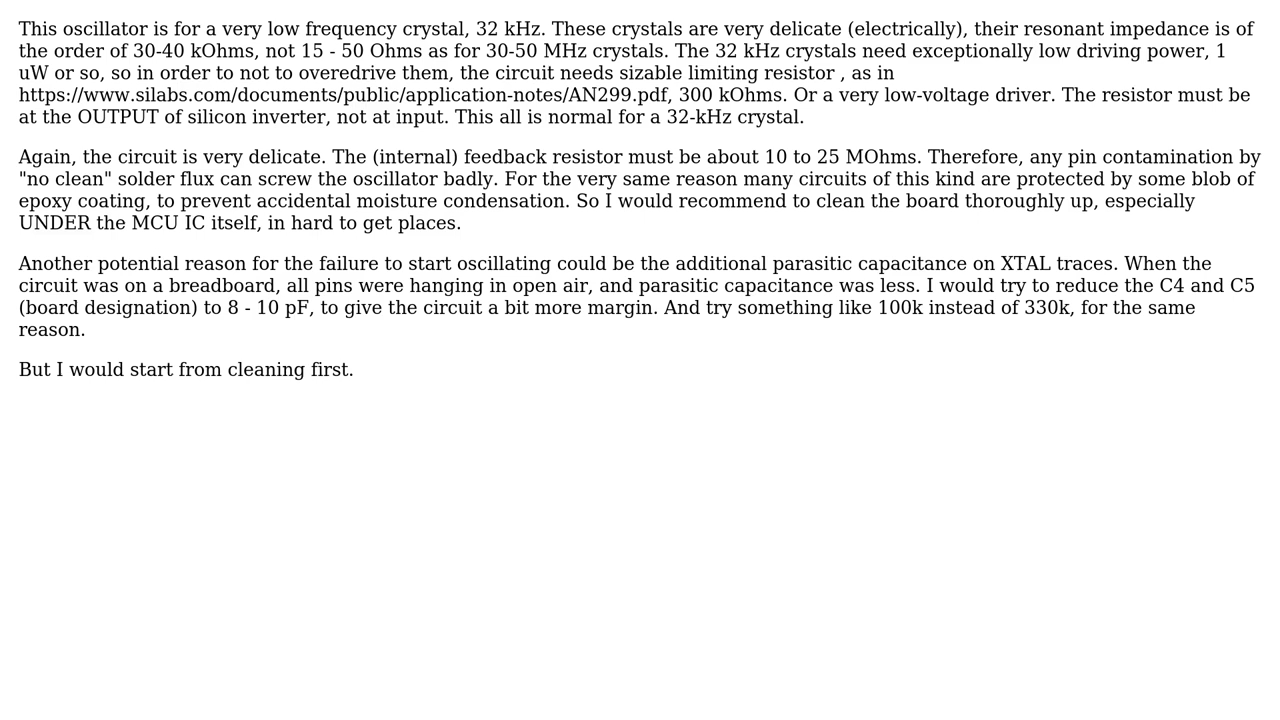 This oscillator is for a very low frequency crystal, 32 kHz. These crystals are very delicate (electrically), their resonant impedance is of
the order of 30-40 kOhms, not 15 - 50 Ohms as for 30-50 MHz crystals. The 32 kHz crystals need exceptionally low driving power, 1
uW or so, so in order to not to overedrive them, the circuit needs sizable limiting resistor , as in
https://www.silabs.com/documents/public/application-notes/AN299.pdf, 300 kOhms. Or a very low-voltage driver. The resistor must be
at the OUTPUT of silicon inverter, not at input. This all is normal for a 32-kHz crystal.
Again, the circuit is very delicate. The (internal) feedback resistor must be about 10 to 25 MOhms. Therefore, any pin contamination by
"no clean" solder flux can screw the oscillator badly. For the very same reason many circuits of this kind are protected by some blob of
epoxy coating, to prevent accidental moisture condensation. So I would recommend to clean the board thoroughly up, especially
UNDER the MCU IC itself, in hard to get places.
Another potential reason for the failure to start oscillating could be the additional parasitic capacitance on XTAL traces. When the
circuit was on a breadboard, all pins were hanging in open air, and parasitic capacitance was less. I would try to reduce the C4 and C5
(board designation) to 8 - 10 pF, to give the circuit a bit more margin. And try something like 100k instead of 330k, for the same
reason.
But I would start from cleaning first.